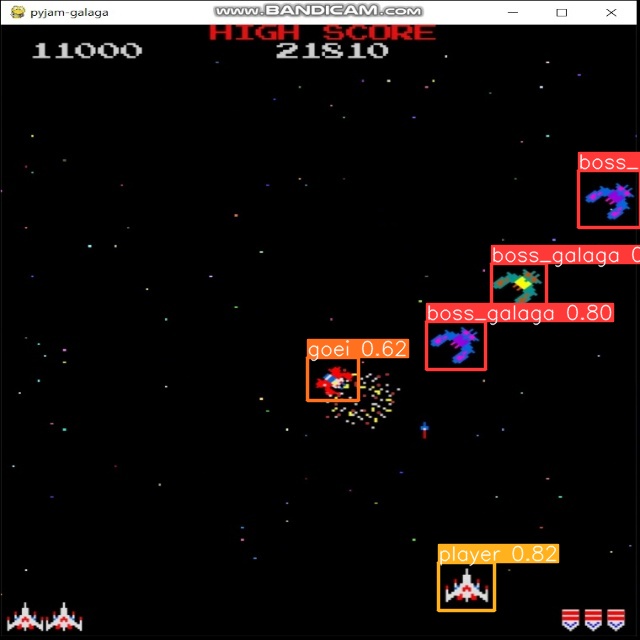 pyjam-galaga
www.BANDICAM.com
HIGH SCORE
11000
21810
boss_
boss_galaga 0
boss_galaga 0.80
goei 0.62
player 0.82